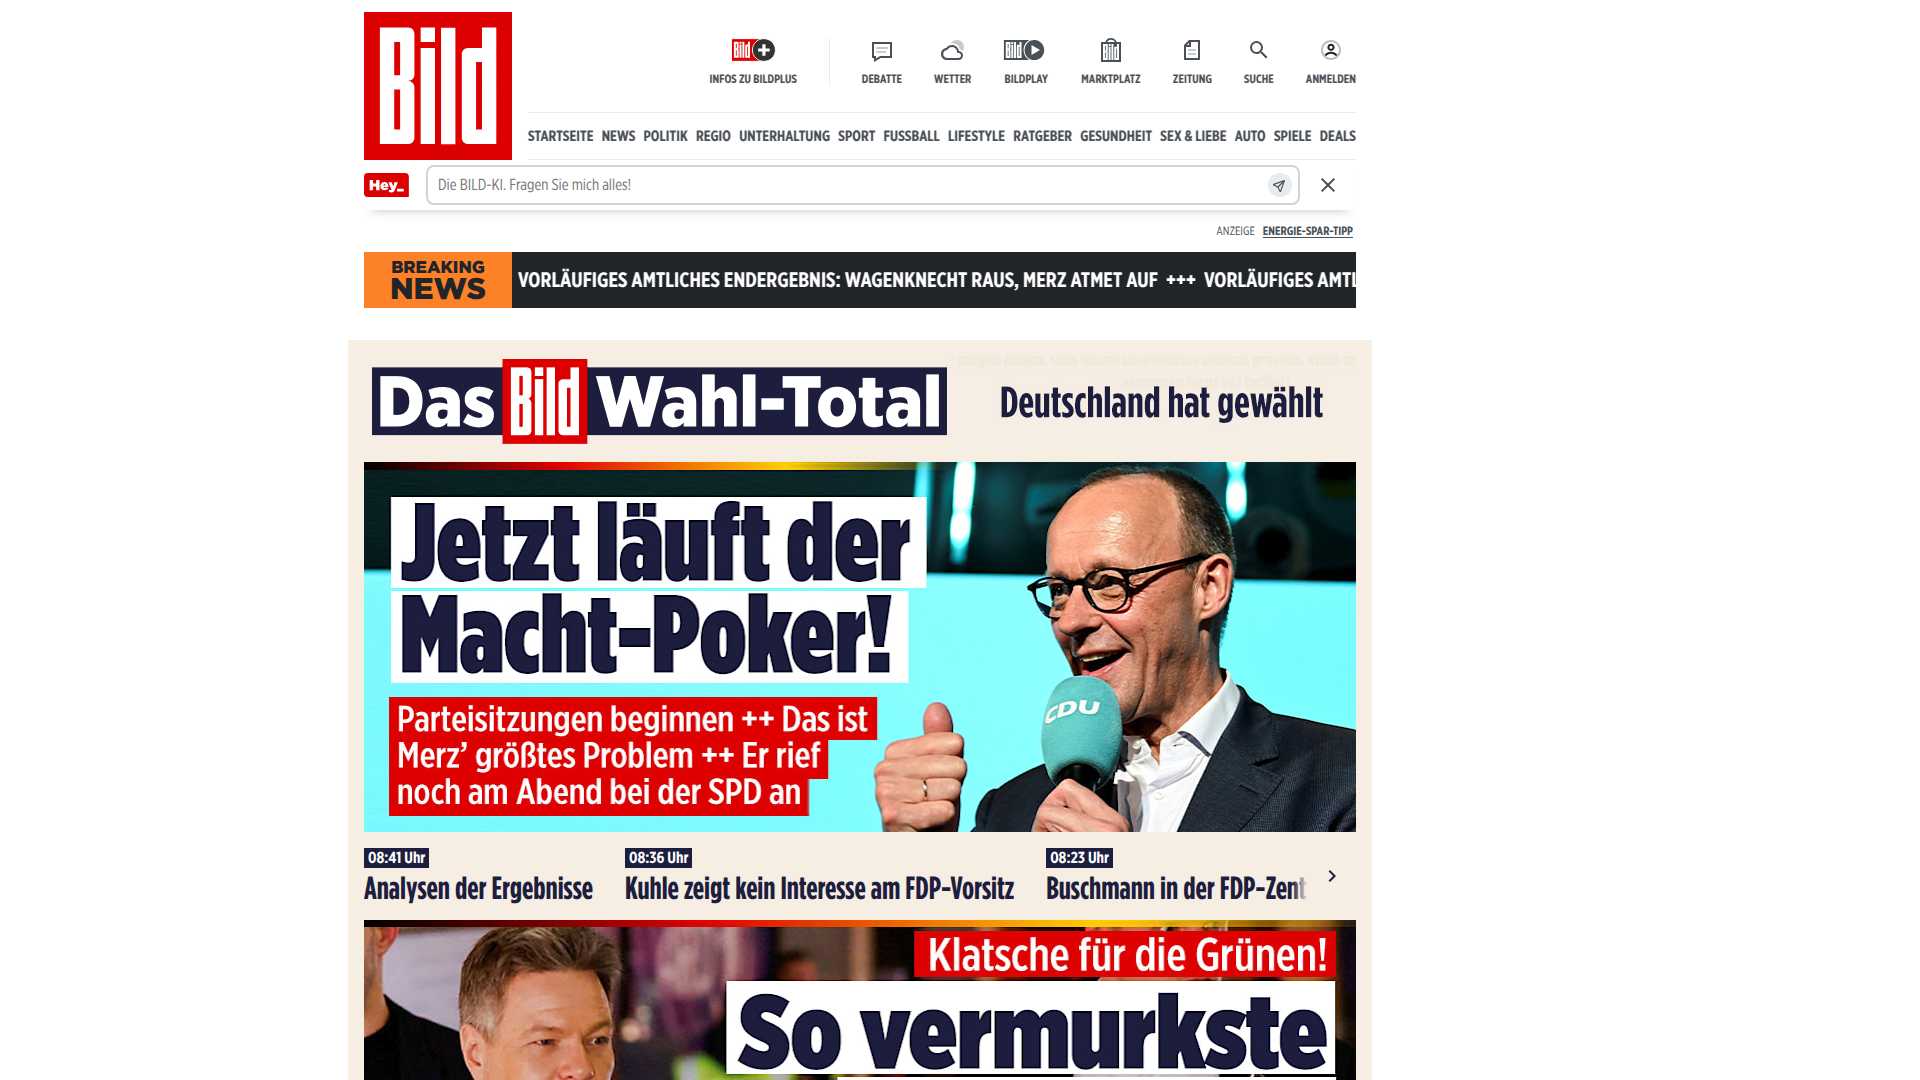 Bild
Bild
INFOS ZU BILDPLUS
DEBATTE
WETTER
Bild
BILDPLAY
Bild
MARKTPLATZ
ZEITUNG
SUCHE
ANMELDEN
STARTSEITE NEWS POLITIK REGIO UNTERHALTUNG SPORT FUSSBALL LIFESTYLE RATGEBER GESUNDHEIT SEX & LIEBE AUTO SPIELE DEALS
Hey_ Die BILD-KI. Fragen Sie mich alles!
ANZEIGE ENERGIE-SPAR-TIPP
BREAKING
NEWS
VORLÄUFIGES AMTLICHES ENDERGEBNIS: WAGENKNECHT RAUS, MERZ ATMET AUF +++ VORLÄUFIGES AMTL
Das Bild Wahl-Total
Deutschland hat gewählt
Jetzt läuft der
Macht-Poker!
Parteisitzungen beginnen ++ Das ist
Merz’ größtes Problem ++ Er rief
noch am Abend bei der SPD an
CDU
08:41 Uhr
Analysen der Ergebnisse
08:36 Uhr
Kuhle zeigt kein Interesse am FDP-Vorsitz
08:23 Uhr
Buschmann in der FDP-Zent
Klatsche für die Grünen!
So vermurkste